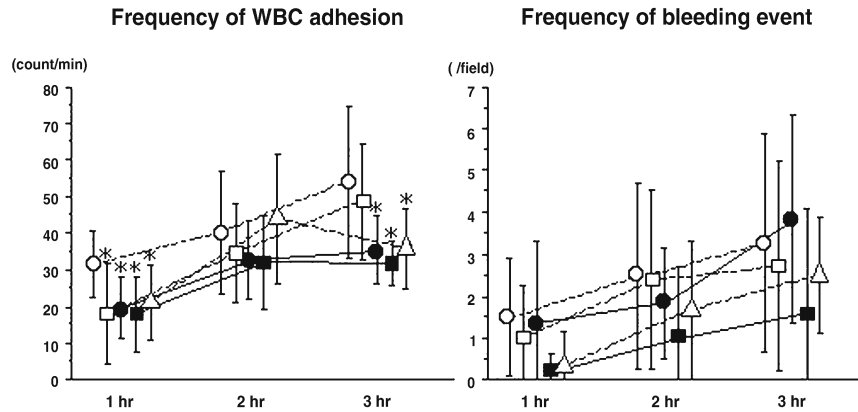 Frequency of WBC adhesion
(count/min)
80
70
60
50
40
30
20
10
0
* * * *
* * *
1 hr 2 hr 3 hr
Frequency of bleeding event
( /field)
7
6
5
4
3
2
1
0
1 hr 2 hr 3 hr